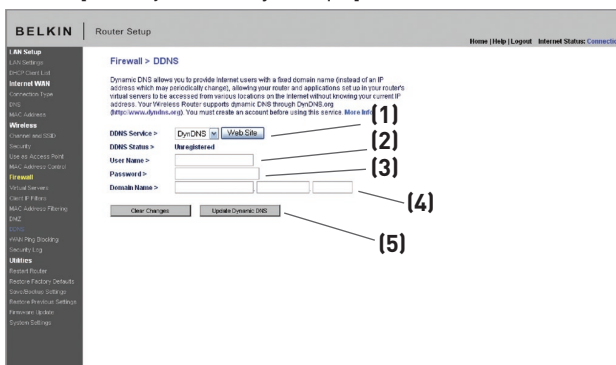 BELKIN
Router Setup
Home | Help | Logout Internet Status: Connectio
LAN Setup
LAN Settings
DHCP Client List
Internet WAN
Connection Type
DNS
MAC Address
Wireless
Channel and SSID
Security
Use as Access Point
MAC Address Control
Firewall
Virtual Servers
Client IP Filters
MAC Address Filtering
DMZ
DDNS
WAN Ping Blocking
Security Log
Utilities
Restart Router
Restore Factory Defaults
Save/Backup Settings
Restore Previous Settings
Firmware Update
System Settings
Firewall > DDNS
Dynamic DNS allows you to provide Internet users with a fixed domain name (instead of an IP
address which may periodically change), allowing your router and applications set up in your router's
virtual servers to be accessed from various locations on the Internet without knowing your current IP
address. Your Wireless Router supports dynamic DNS through DynDNS.org
(http://www.dyndns.org). You must create an account before using this service. More Info
DDNS Service > DynDNS Web Site (1)
DDNS Status > Unregistered
User Name > (2)
Password > (3)
Domain Name > (4)
Clear Changes Update Dynamic DNS (5)